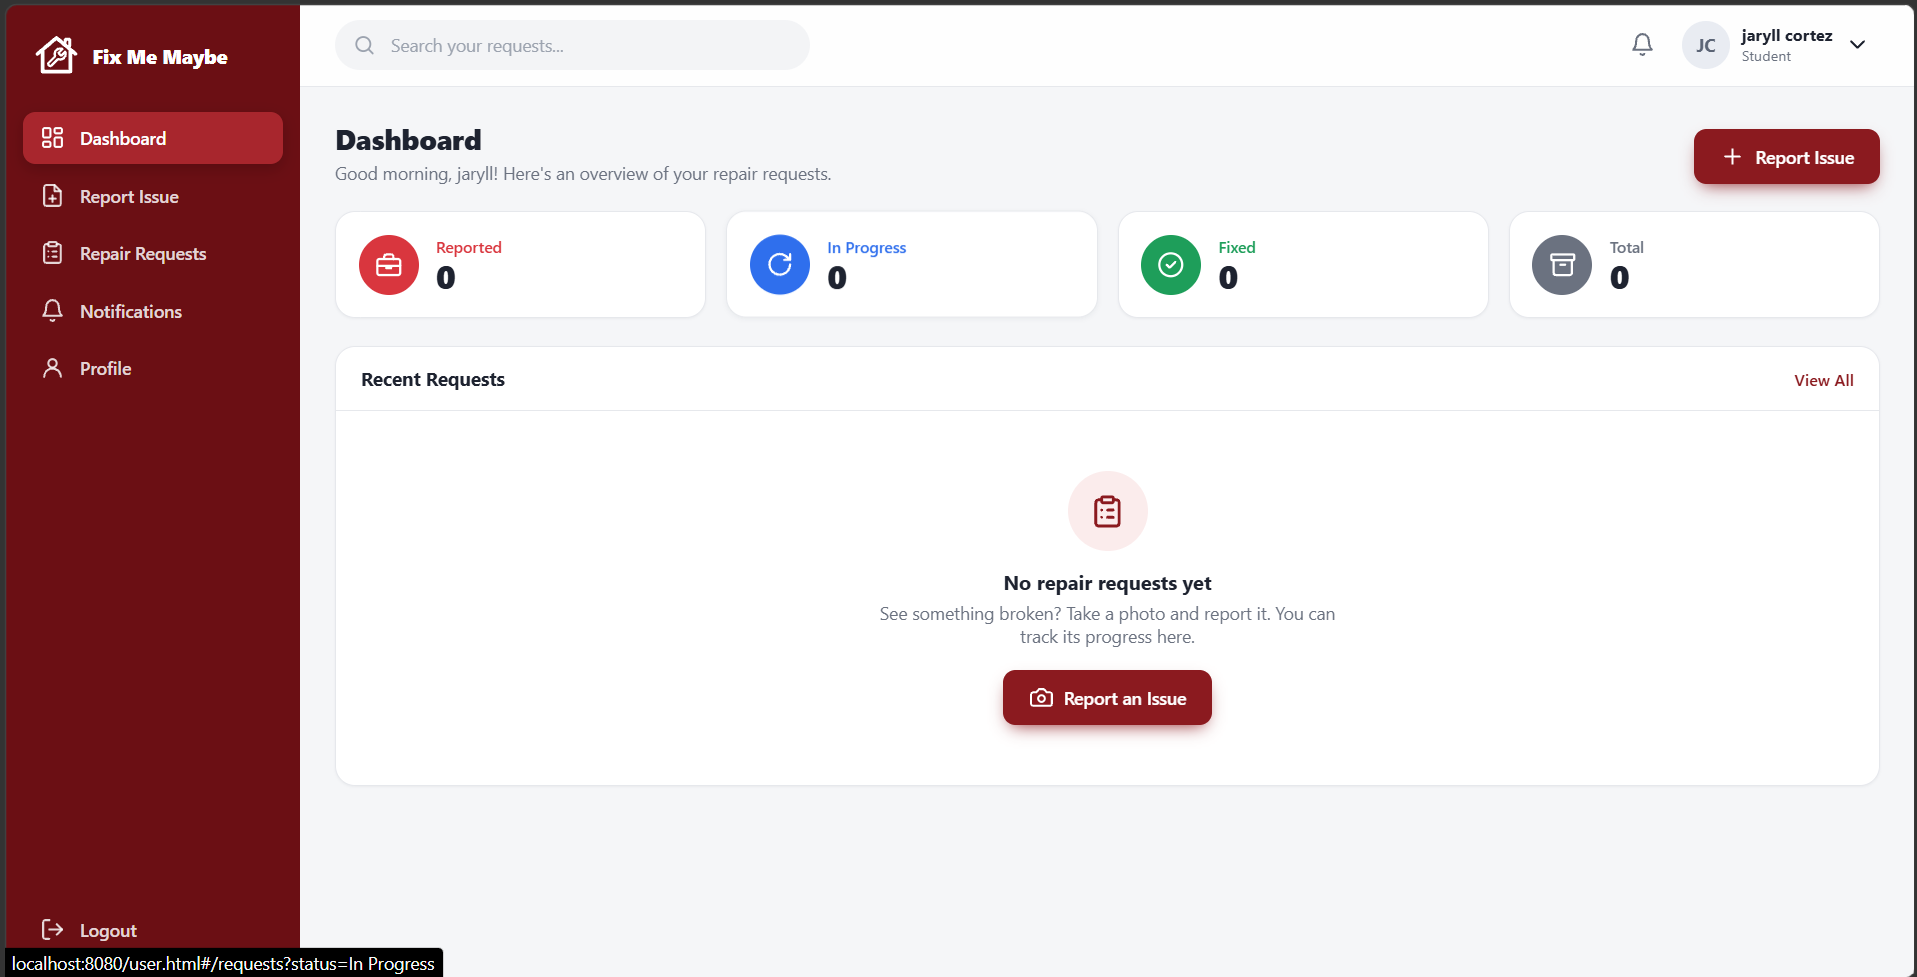 Fix Me Maybe
Search your requests...
JC
jaryll cortez
Student
Dashboard
Report Issue
Repair Requests
Notifications
Profile
Logout
Dashboard
Good morning, jaryll! Here's an overview of your repair requests.
Report Issue
Reported
0
In Progress
0
Fixed
0
Total
0
Recent Requests
View All
No repair requests yet
See something broken? Take a photo and report it. You can
track its progress here.
Report an Issue
localhost:8080/user.html#/requests?status=In Progress